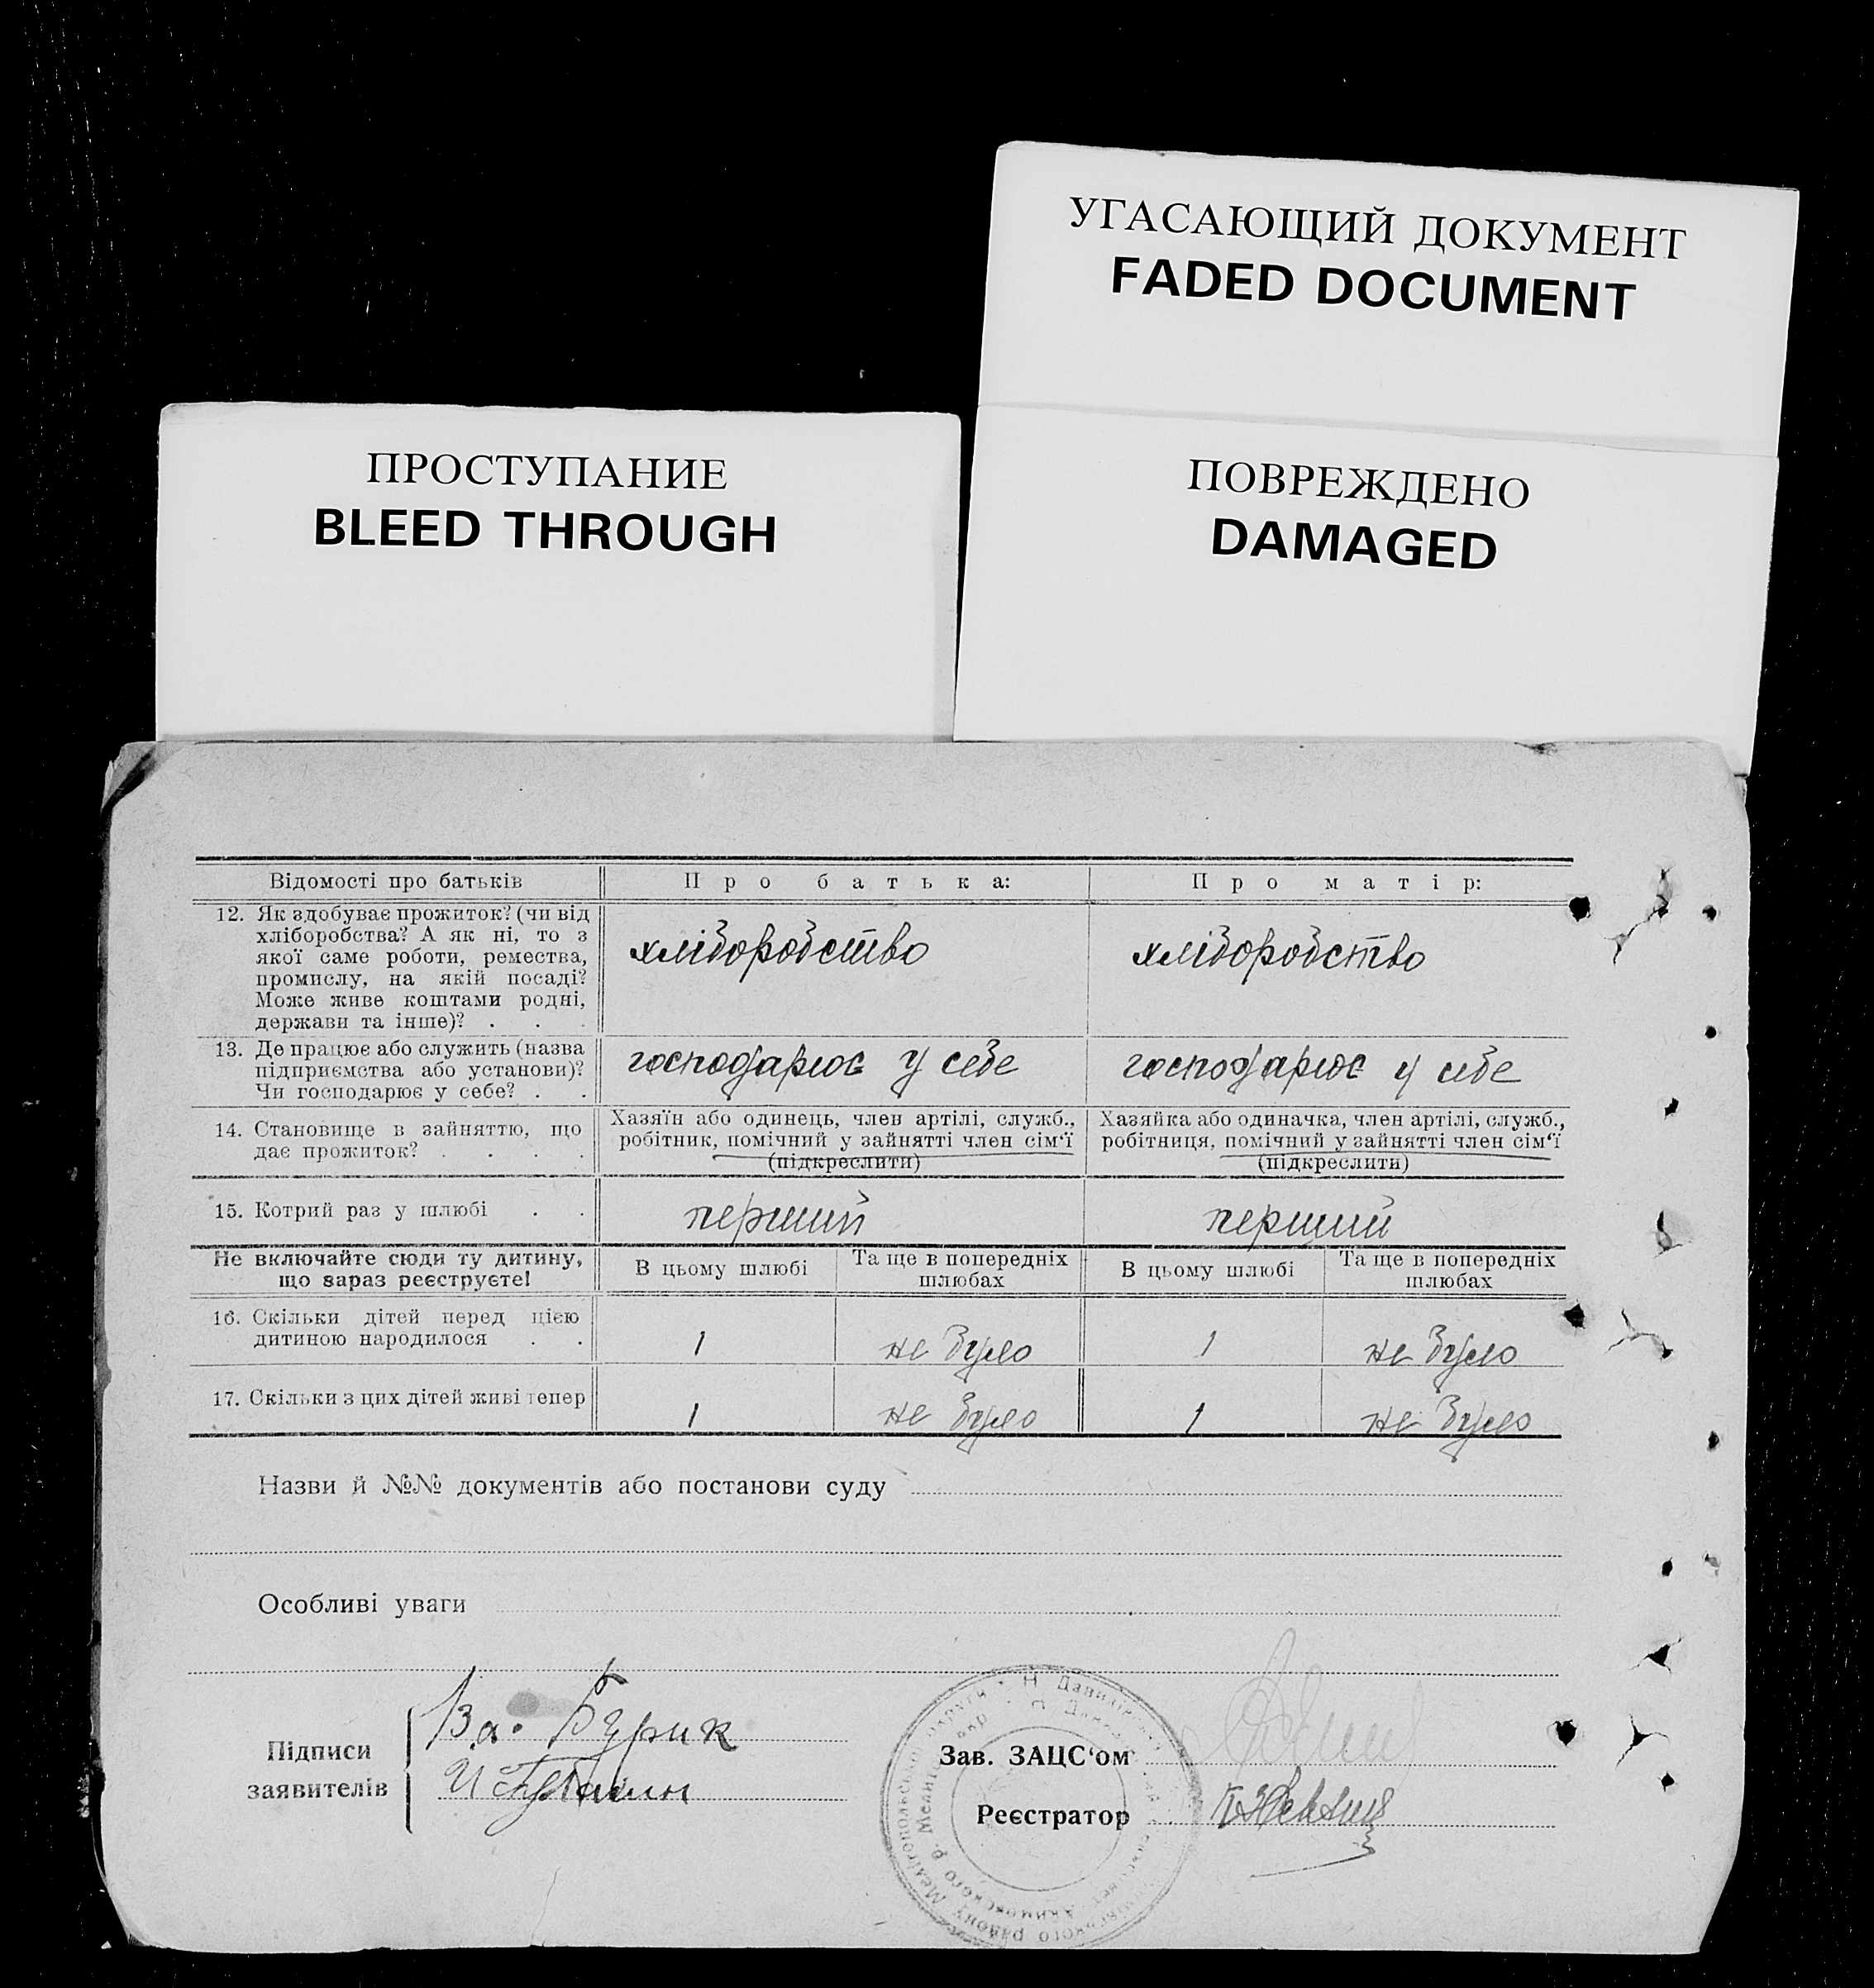 УГАСАЮЩИЙ ДОКУМЕНТ
FADED DOCUMENT
ПРОСТУПАНИЕ
BLEED THROUGH
ПОВРЕЖДЕНО
DAMAGED
Відомості про батьків
Про батька:
Про матір:
12. Як здобуває прожиток? (чи від
хліборобства? А як ні, то з
якої саме роботи, ремества,
промислу, на якій посаді?
Може живе коштами родні,
держави та інше)? . . .
хліборобство
хліборобство
13. Де працює або служить (назва
підприємства або установи)?
Чи господарює у себе? . .
господарює у себе
господарює у себе
14. Становище в зайняттю, що
дає прожиток? . . . .
Хазяїн або одинець, член артілі, служб.,
робітник, помічний у зайнятті член сім'ї
(підкреслити)
Хазяйка або одиначка, член артілі, служб.,
робітниця, помічний у зайнятті член сім'ї
(підкреслити)
15. Котрий раз у шлюбі . .
перший
перший
Не включайте сюди ту дитину,
що зараз реєструєте!
В цьому шлюбі
Та ще в попередніх
шлюбах
В цьому шлюбі
Та ще в попередніх
шлюбах
16. Скільки дітей перед цією
дитиною народилося . .
1
не було
1
не було
17. Скільки з цих дітей живі тепер
1
не було
1
не було
Назви й №№ документів або постанови суду
Особливі уваги
Підписи
заявителів
Бурик
Зав. ЗАЦС'ом
Реєстратор